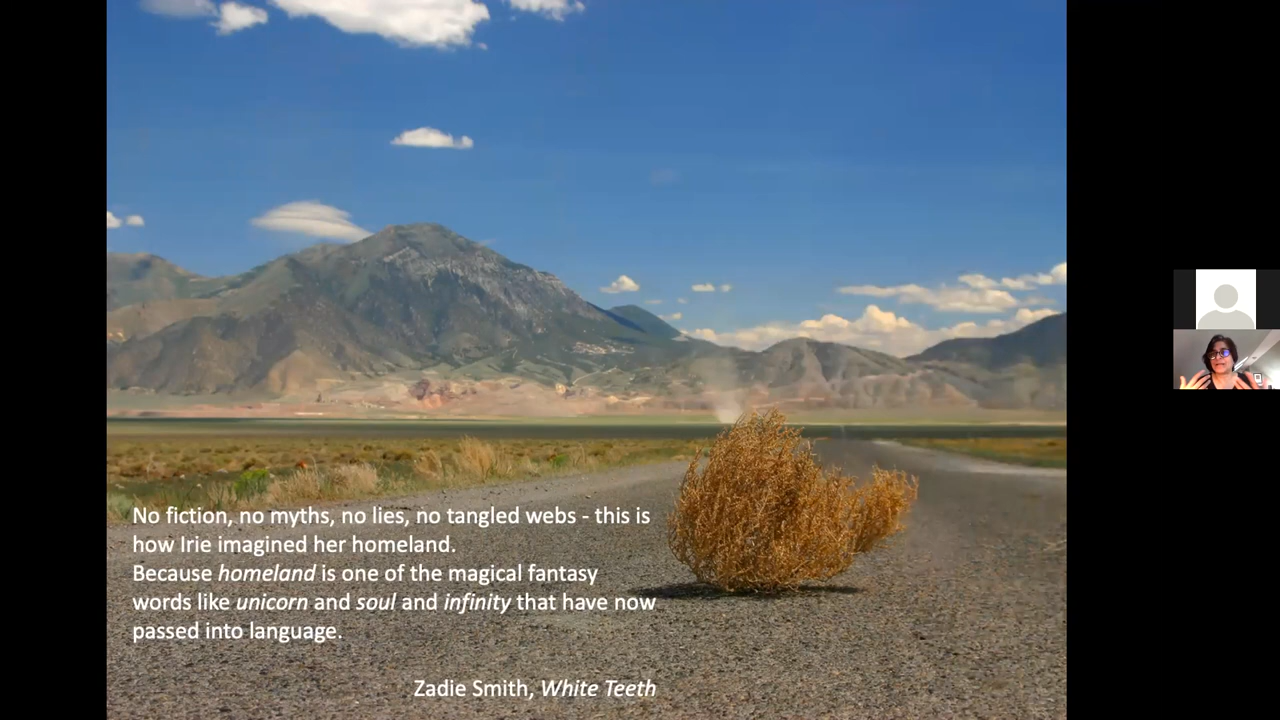 No fiction, no myths, no lies, no tangled webs - this is
how Irie imagined her homeland.
Because homeland is one of the magical fantasy
words like unicorn and soul and infinity that have now
passed into language.
Zadie Smith, White Teeth